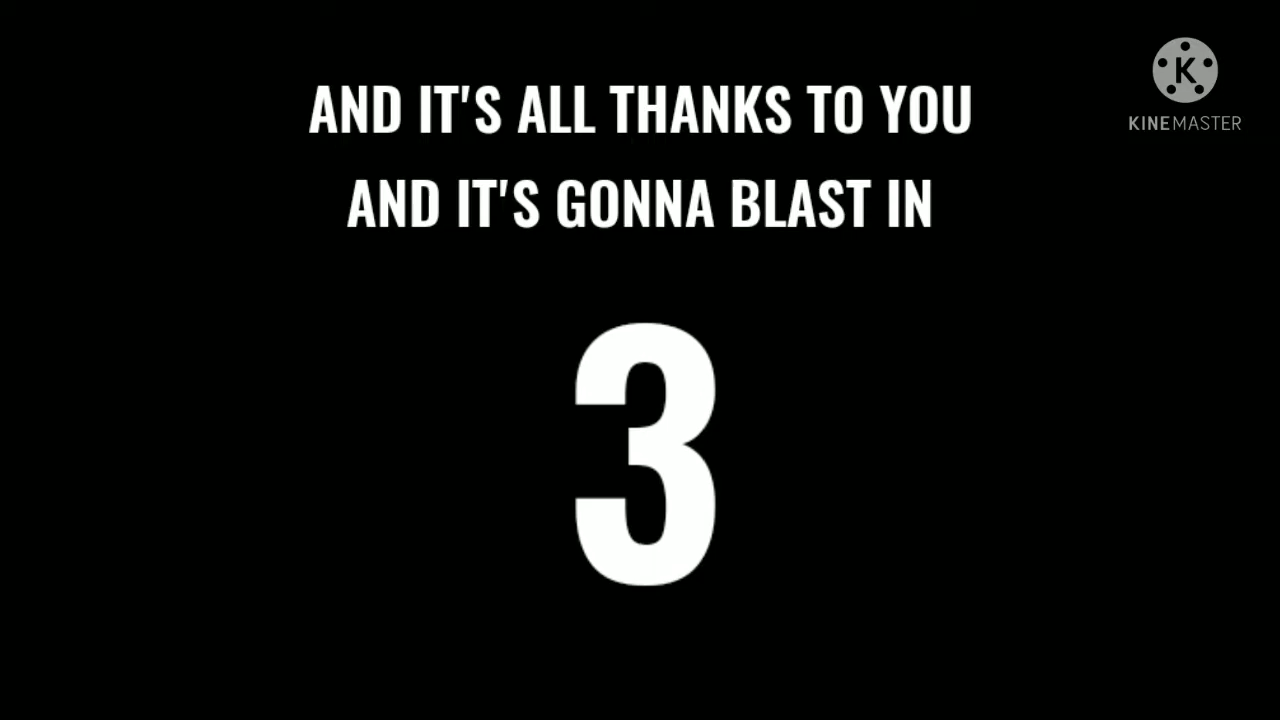 AND IT'S ALL THANKS TO YOU
AND IT'S GONNA BLAST IN
3
K
KINEMASTER